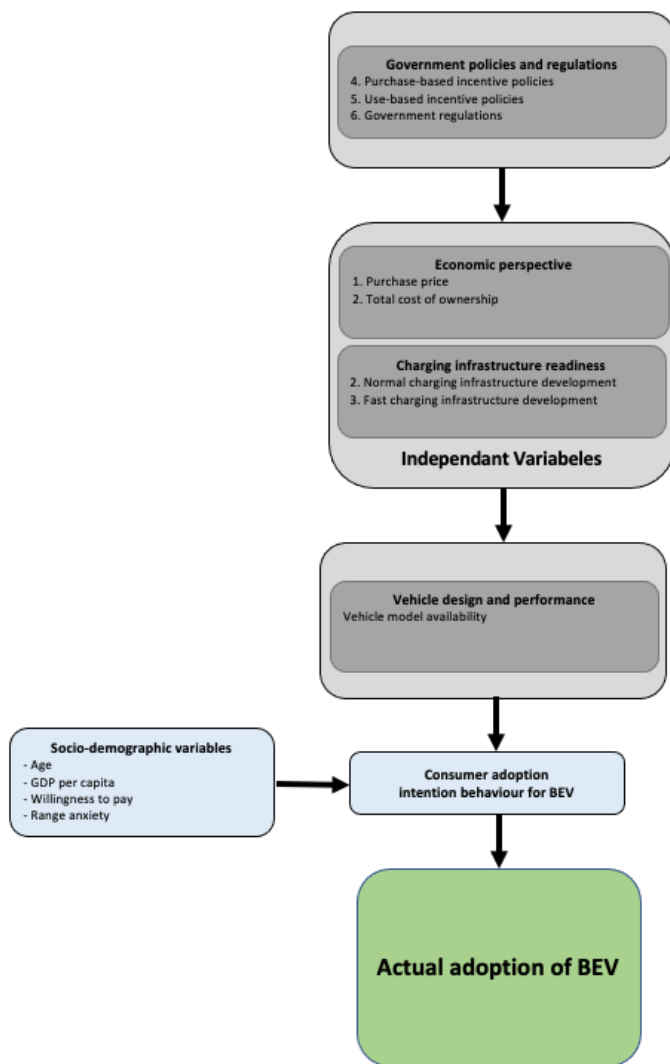 Government policies and regulations
4. Purchase-based incentive policies
5. Use-based incentive policies
6. Government regulations
Economic perspective
1. Purchase price
2. Total cost of ownership
Charging infrastructure readiness
2. Normal charging infrastructure development
3. Fast charging infrastructure development
Independant Variabeles
Vehicle design and performance
Vehicle model availability
Socio-demographic variables
- Age
- GDP per capita
- Willingness to pay
- Range anxiety
Consumer adoption
intention behaviour for BEV
Actual adoption of BEV